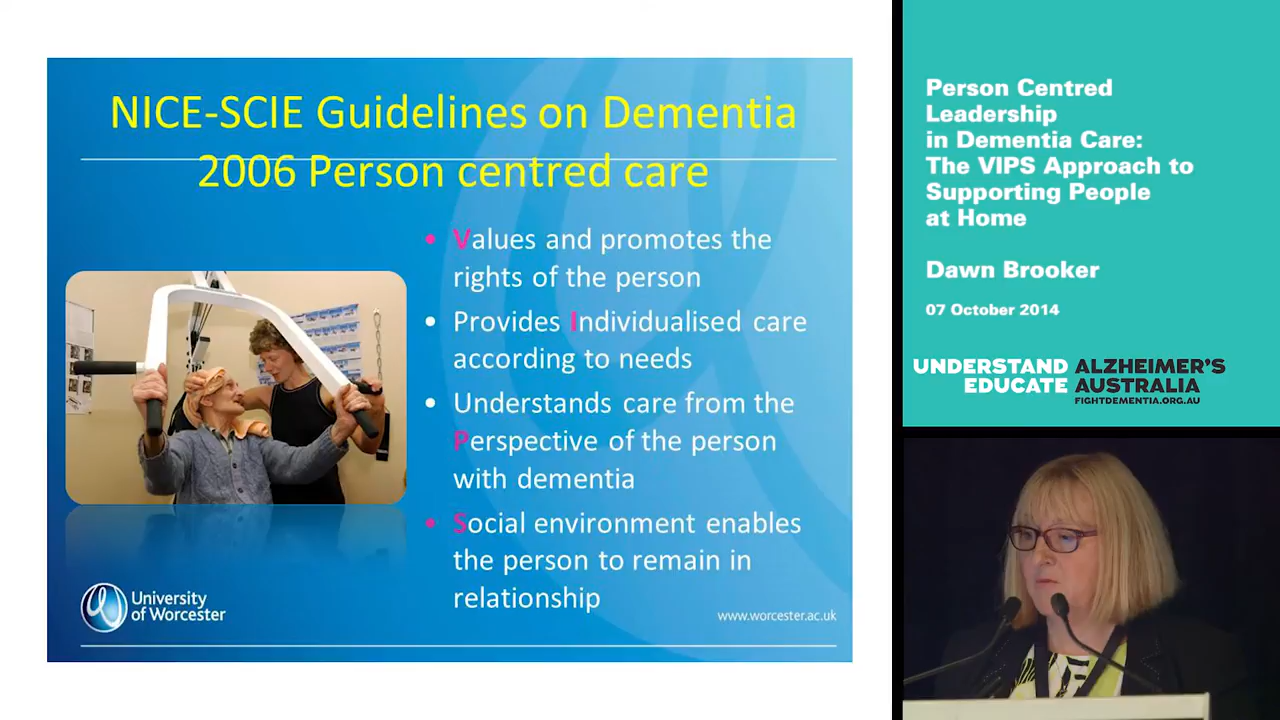 NICE-SCIE Guidelines on Dementia
2006 Person centred care
• Values and promotes the
rights of the person
• Provides Individualised care
according to needs
• Understands care from the
Perspective of the person
with dementia
• Social environment enables
the person to remain in
relationship
University
of Worcester
www.worcester.ac.uk
Person Centred
Leadership
in Dementia Care:
The VIPS Approach to
Supporting People
at Home
Dawn Brooker
07 October 2014
UNDERSTAND
EDUCATE
ALZHEIMER'S
AUSTRALIA
FIGHTDEMENTIA.ORG.AU